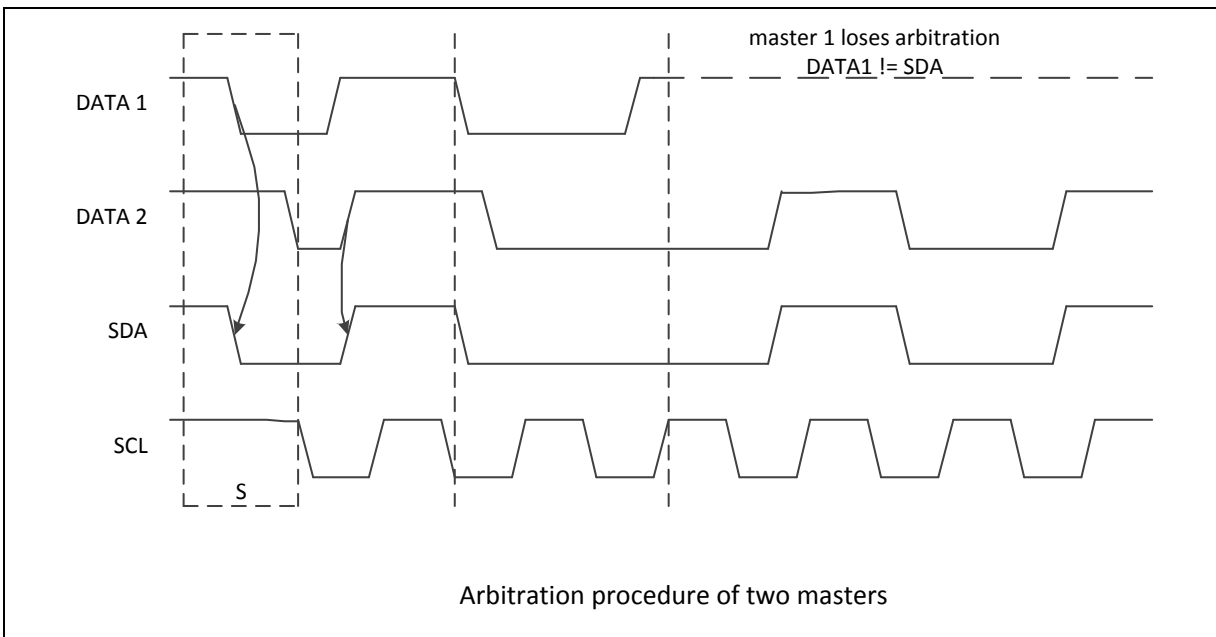 master 1 loses arbitration
DATA1 != SDA
DATA 1
DATA 2
SDA
SCL
S
Arbitration procedure of two masters